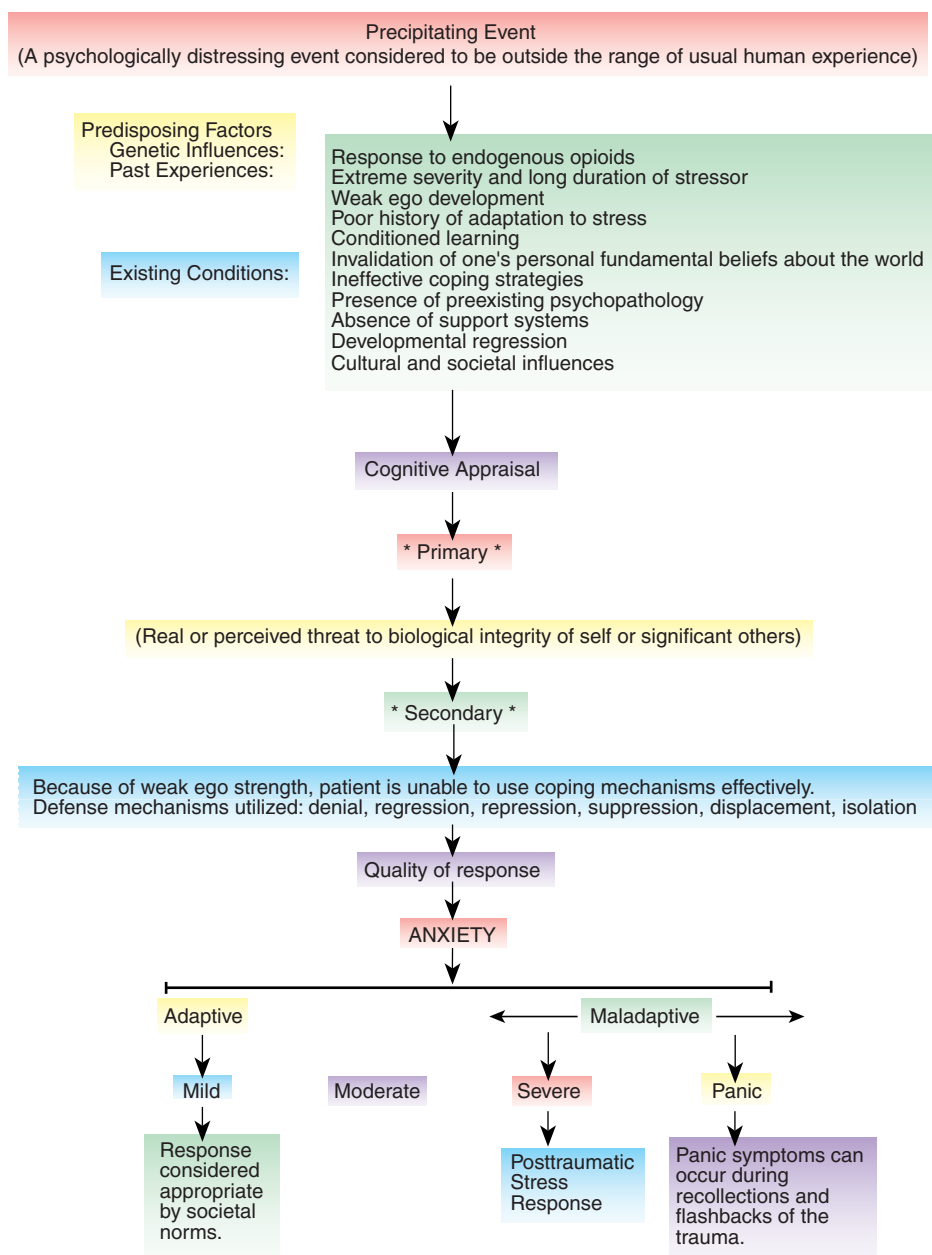 Precipitating Event
(A psychologically distressing event considered to be outside the range of usual human experience)
Predisposing Factors
Genetic Influences:
Past Experiences:
Existing Conditions:
Response to endogenous opioids
Extreme severity and long duration of stressor
Weak ego development
Poor history of adaptation to stress
Conditioned learning
Invalidation of one's personal fundamental beliefs about the world
Ineffective coping strategies
Presence of preexisting psychopathology
Absence of support systems
Developmental regression
Cultural and societal influences
Cognitive Appraisal
* Primary *
(Real or perceived threat to biological integrity of self or significant others)
* Secondary *
Because of weak ego strength, patient is unable to use coping mechanisms effectively.
Defense mechanisms utilized: denial, regression, repression, suppression, displacement, isolation
Quality of response
ANXIETY
Adaptive
Maladaptive
Mild
Moderate
Severe
Panic
Response
considered
appropriate
by societal
norms.
Posttraumatic
Stress
Response
Panic symptoms can
occur during
recollections and
flashbacks of the
trauma.